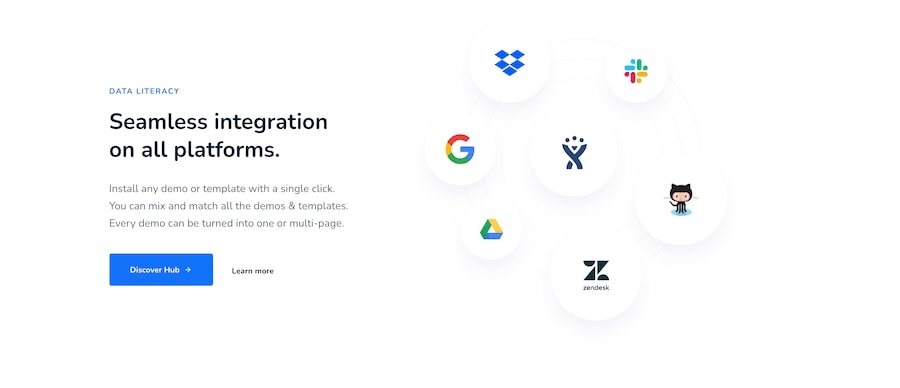 DATA LITERACY
Seamless integration
on all platforms.
Install any demo or template with a single click.
You can mix and match all the demos & templates.
Every demo can be turned into one or multi-page.
Discover Hub →
Learn more
zendesk